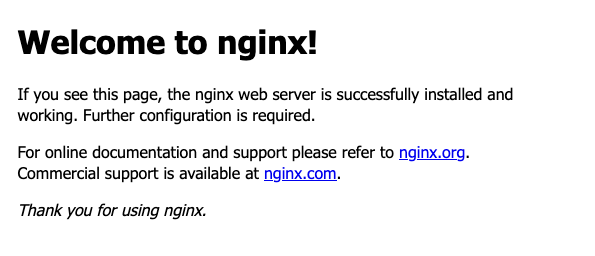 Welcome to nginx!
If you see this page, the nginx web server is successfully installed and
working. Further configuration is required.
For online documentation and support please refer to nginx.org.
Commercial support is available at nginx.com.
Thank you for using nginx.